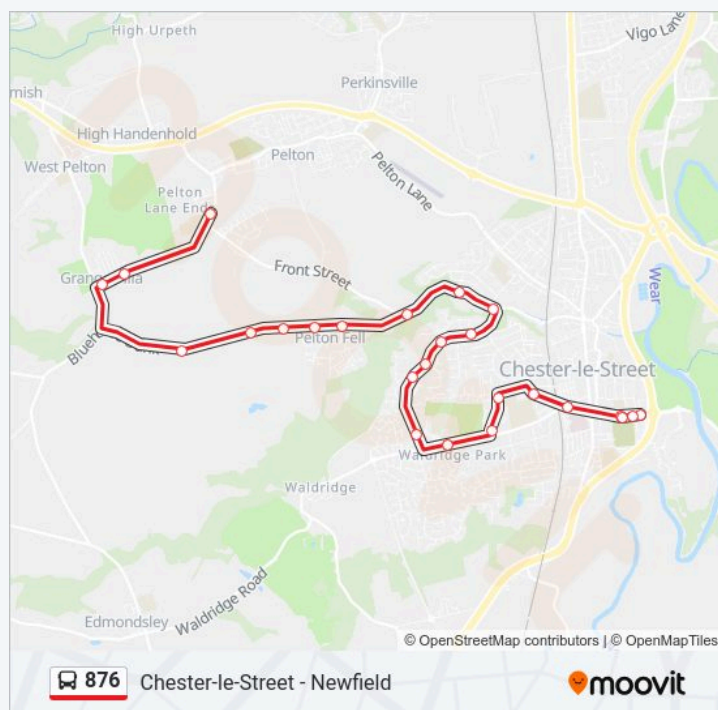 High Urpeth
Vigo Lane
Perkinsville
mish
High Handenhold
West Pelton
Pelton
Pelton Lane
Pelton
Lane Ends
Wear
Front Street
Pelton Fell
Chester-le-Street
Waldridge Park
Waldridge
Waldridge Road
Edmondsley
© OpenStreetMap contributors | © OpenMapTiles
876 Chester-le-Street - Newfield
moovit